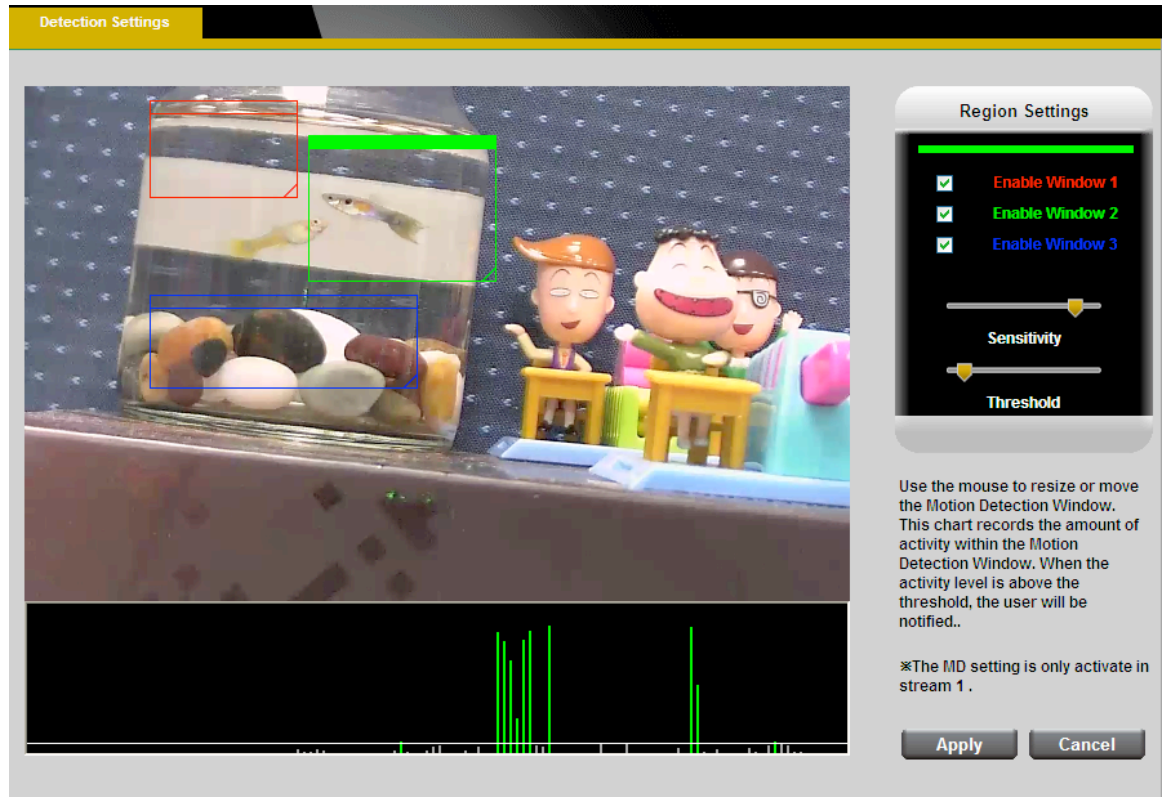 Detection Settings
Region Settings
Enable Window 1
Enable Window 2
Enable Window 3
Sensitivity
Threshold
Use the mouse to resize or move
the Motion Detection Window.
This chart records the amount of
activity within the Motion
Detection Window. When the
activity level is above the
threshold, the user will be
notified..
※The MD setting is only activate in
stream 1 .
Apply
Cancel